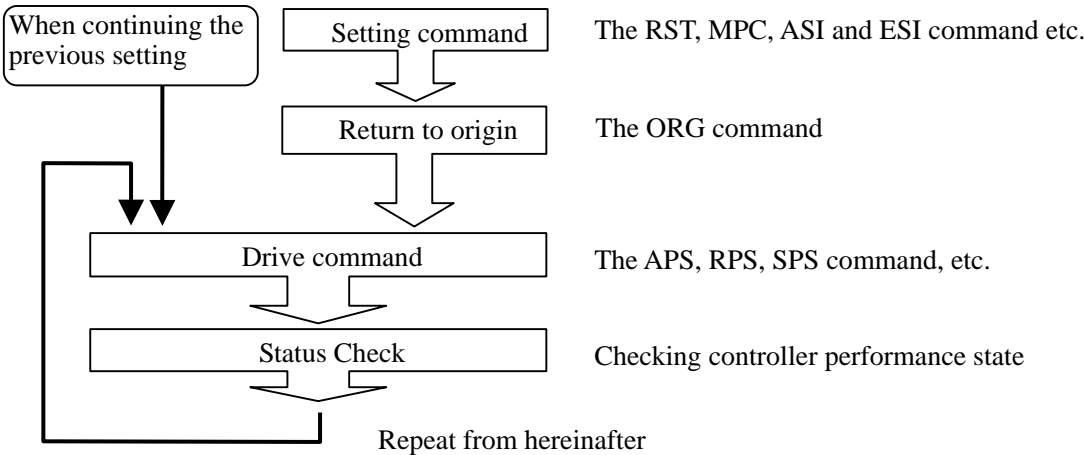 When continuing the
previous setting
Setting command
The RST, MPC, ASI and ESI command etc.
Return to origin
The ORG command
Drive command
The APS, RPS, SPS command, etc.
Status Check
Checking controller performance state
Repeat from hereinafter